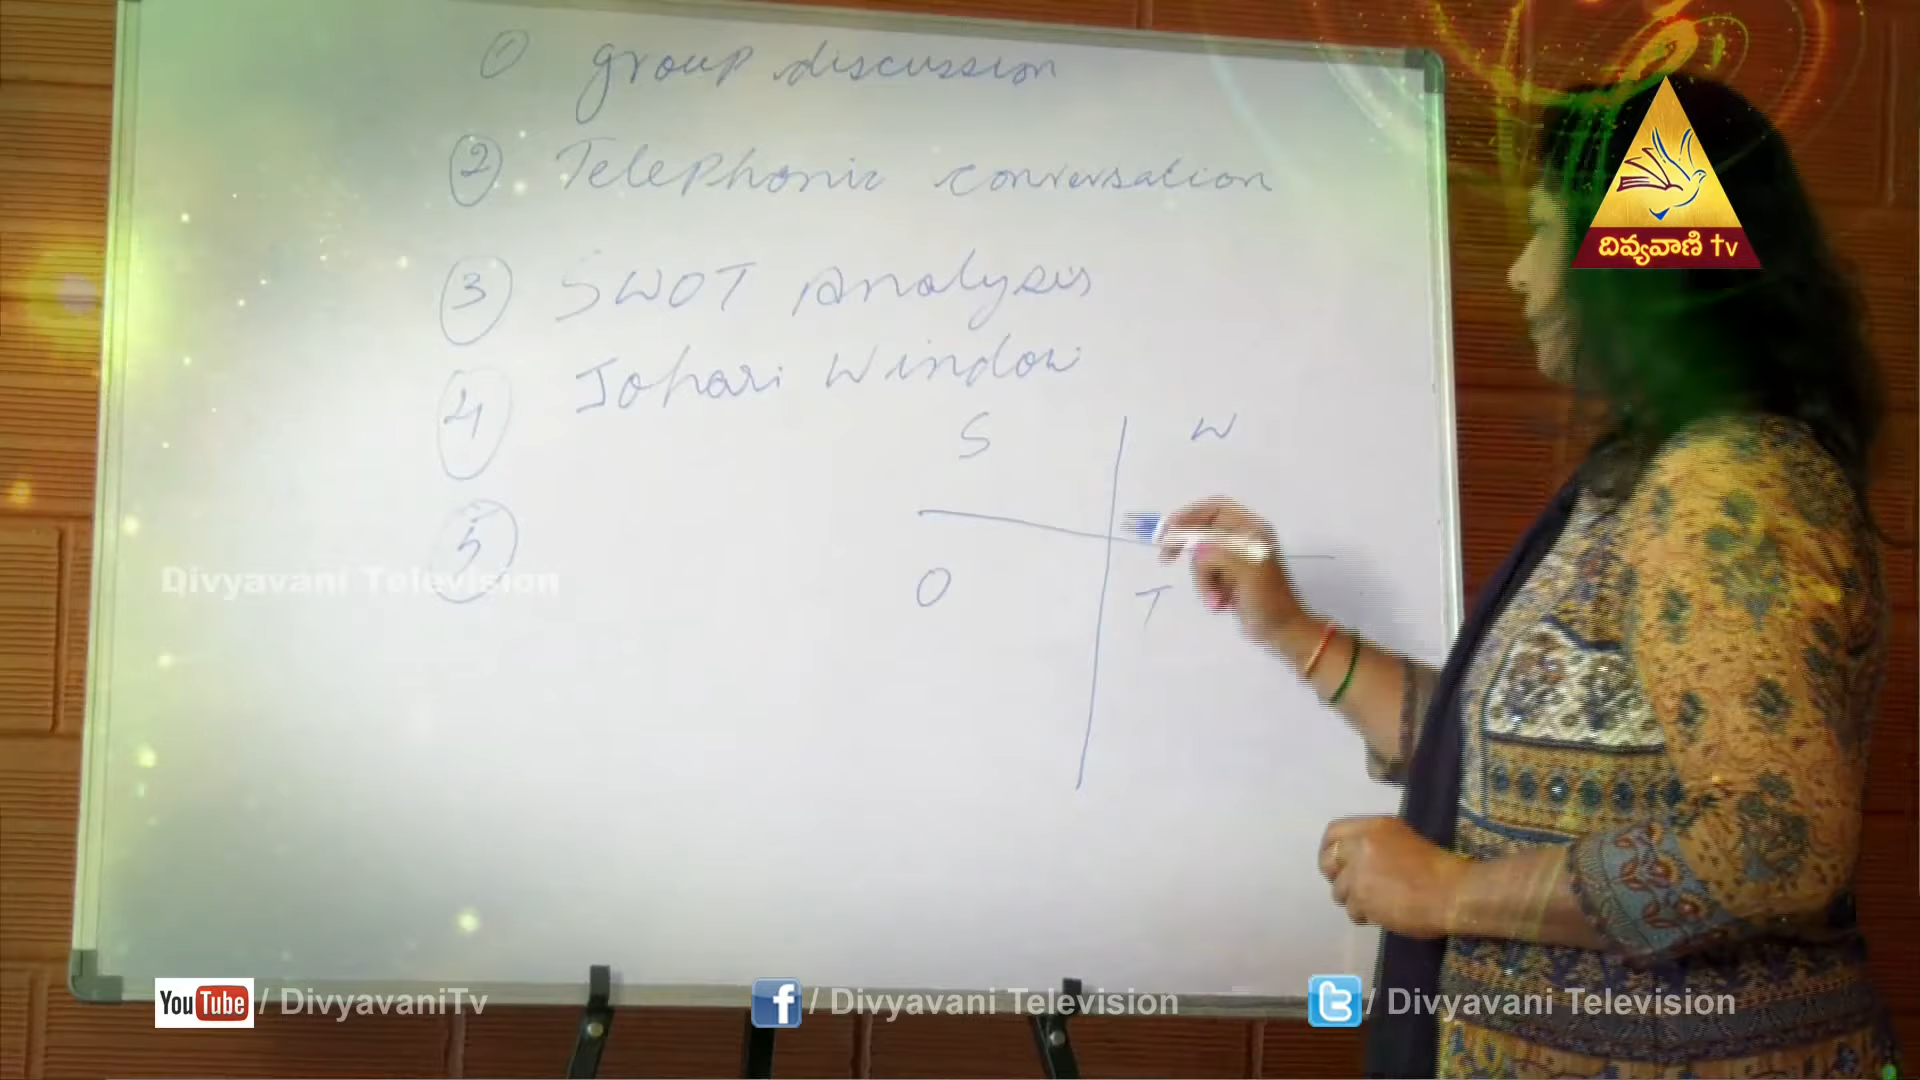 ① group discussion
② Telephonic conversation
③ SWOT Analysis
④ Johari Window
S W
⑤
O T
దివ్యవాణి tv
Divyavani Television
YouTube / DivyavaniTv
f / Divyavani Television
/ Divyavani Television